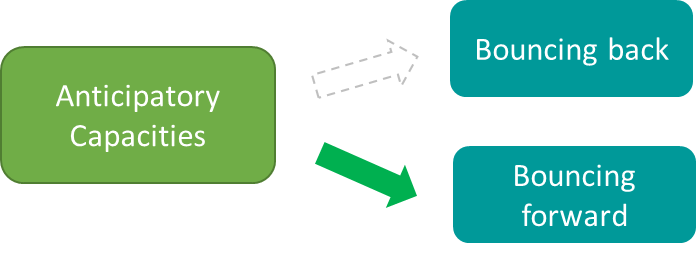 Anticipatory
Capacities
Bouncing back
Bouncing
forward